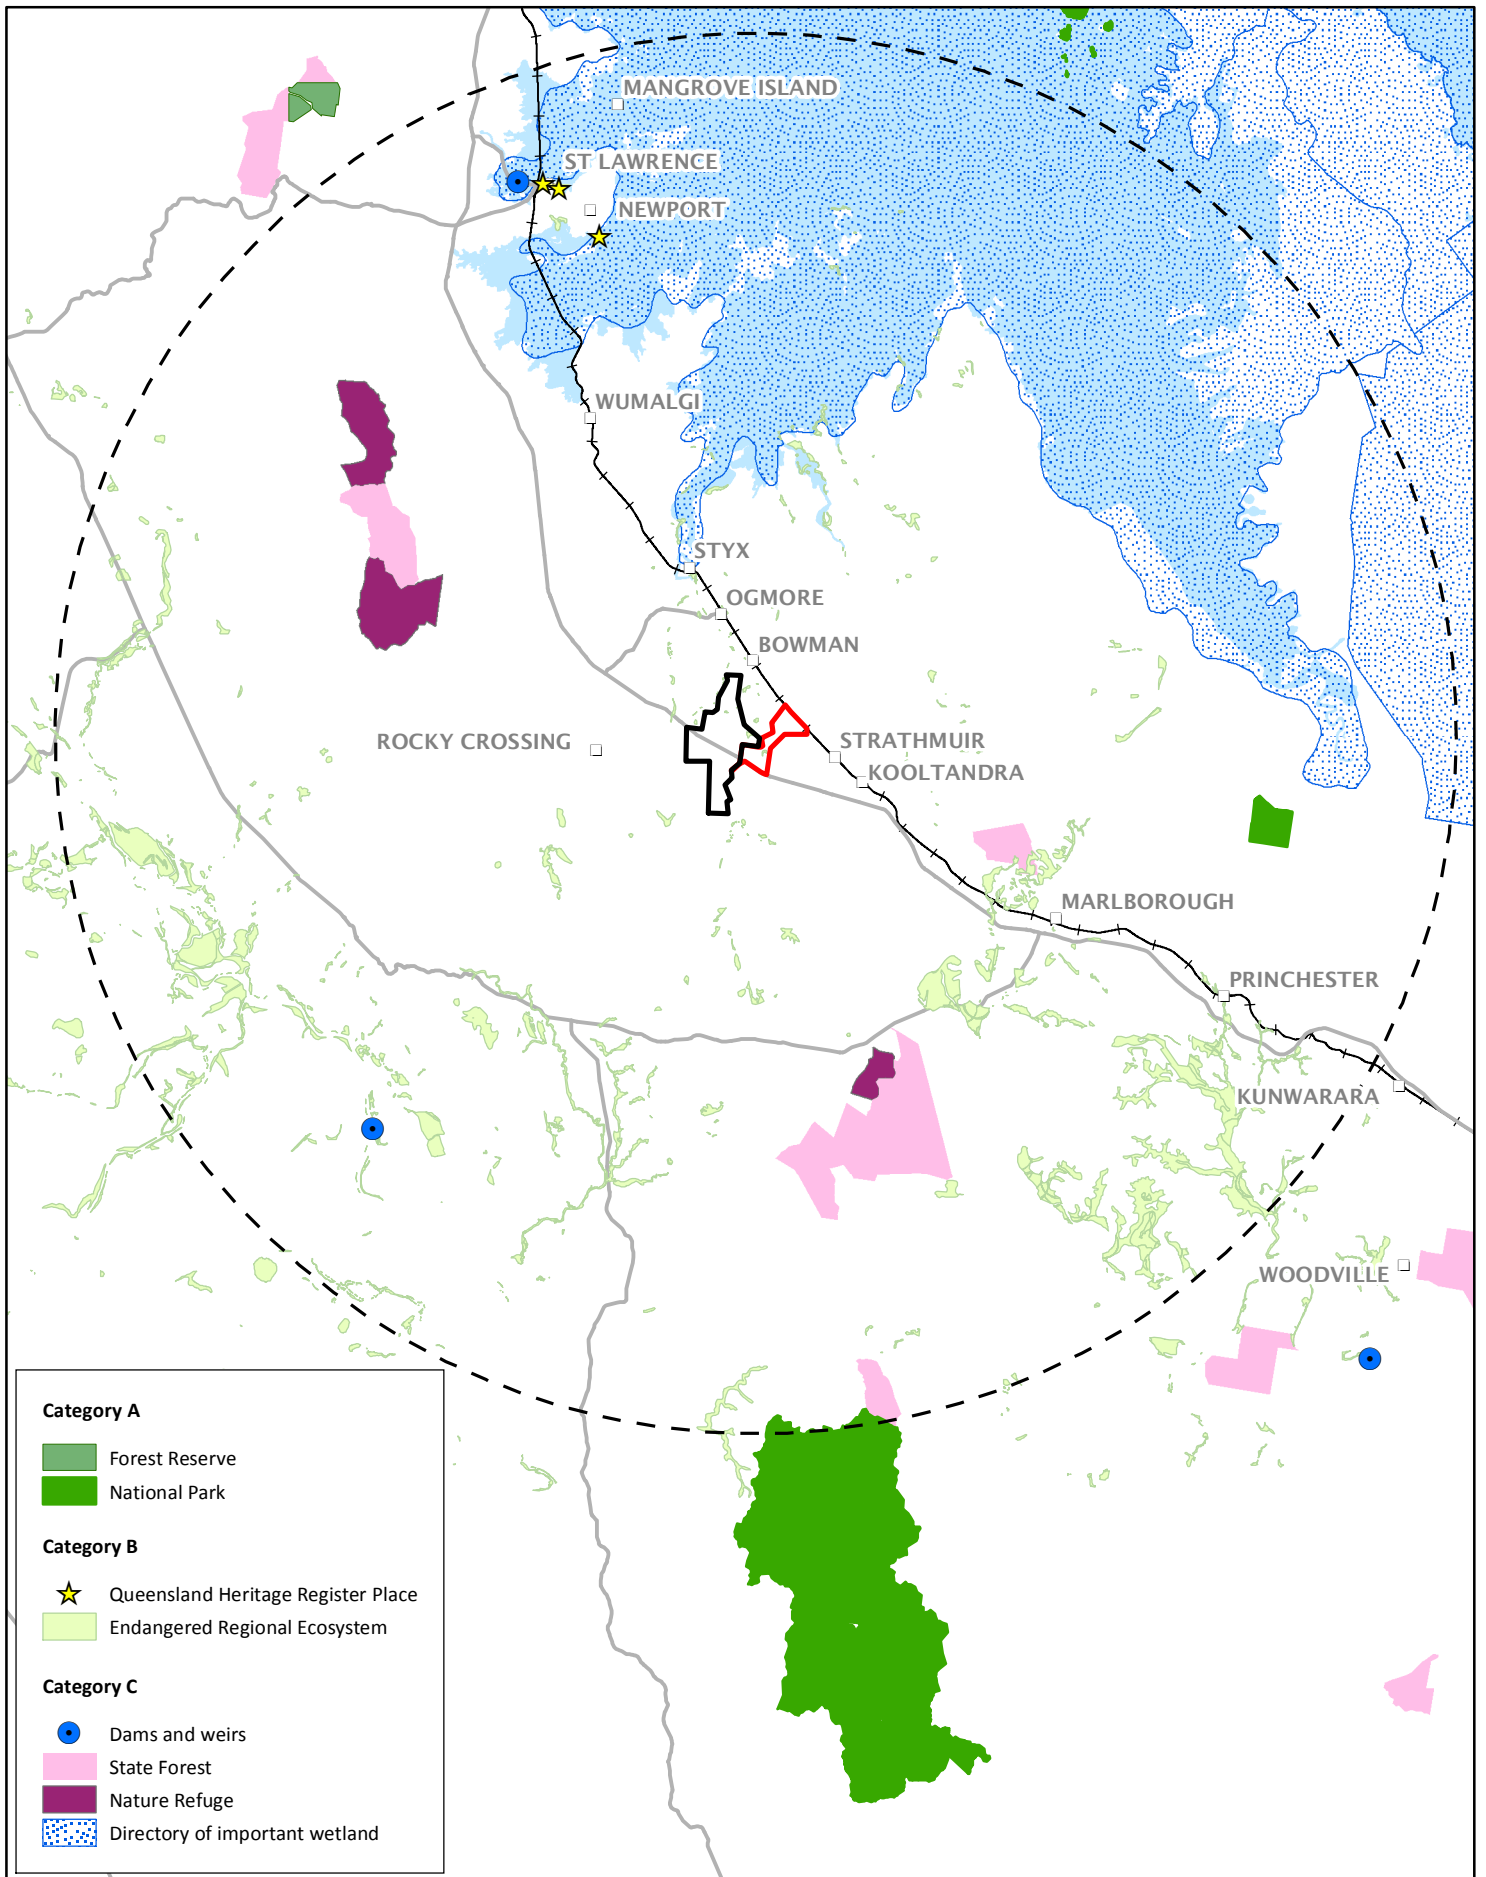 MANGROVE ISLAND
ST LAWRENCE
NEWPORT
WUMALGI
STYX
OGMORE
BOWMAN
ROCKY CROSSING
STRATHMUIR
KOOLTANDRA
MARLBOROUGH
PRINCHESTER
KUNWARARA
WOODVILLE
Category A
Forest Reserve
National Park
Category B
Queensland Heritage Register Place
Endangered Regional Ecosystem
Category C
Dams and weirs
State Forest
Nature Refuge
Directory of important wetland